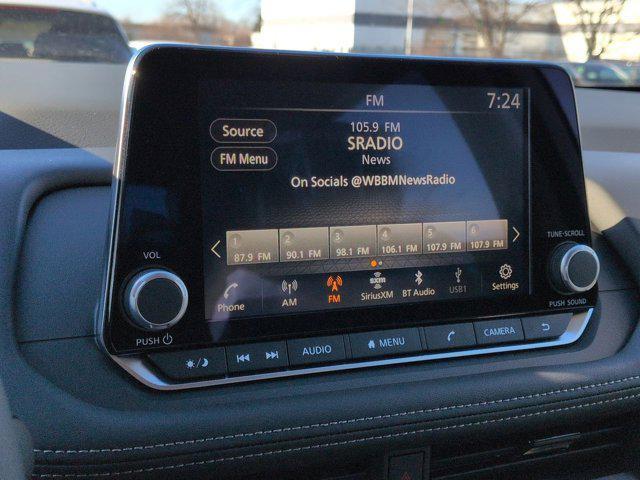 FM 7:24
Source
105.9 FM
SRADIO
FM Menu
News
On Socials @WBBMNewsRadio
1 2 3 4 5 6
87.9 FM 90.1 FM 98.1 FM 106.1 FM 107.9 FM 107.9 FM
Phone AM FM SiriusXM BT Audio USB1 Settings
sxm
VOL
PUSH
TUNE·SCROLL
PUSH SOUND
AUDIO MENU CAMERA